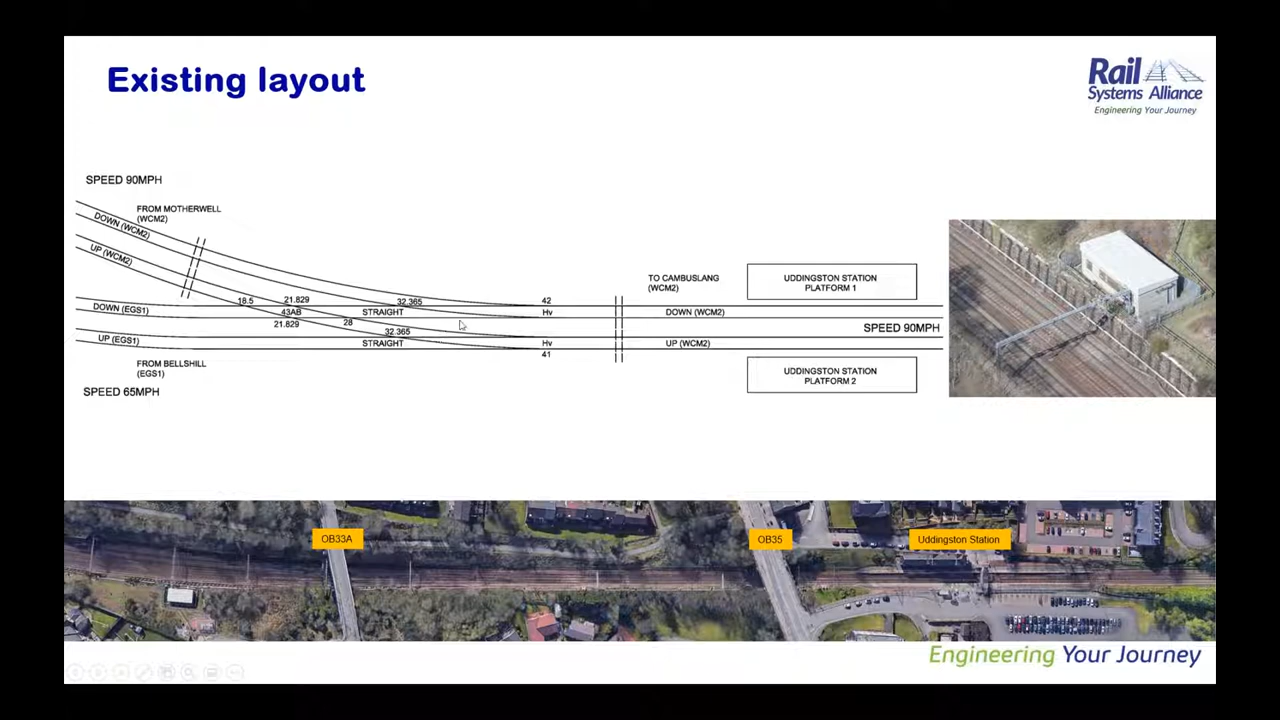 Existing layout
Rail
Systems Alliance
Engineering Your Journey
SPEED 90MPH
FROM MOTHERWELL
(WCM2)
DOWN (WCM2)
UP (WCM2)
DOWN (EGS1)
UP (EGS1)
FROM BELLSHILL
(EGS1)
SPEED 65MPH
18.5
21.829
43AB
21.829
28
32.365
STRAIGHT
32.365
STRAIGHT
42
Hv
Hv
41
TO CAMBUSLANG
(WCM2)
DOWN (WCM2)
UP (WCM2)
UDDINGSTON STATION
PLATFORM 1
SPEED 90MPH
UDDINGSTON STATION
PLATFORM 2
OB33A
OB35
Uddingston Station
Engineering Your Journey